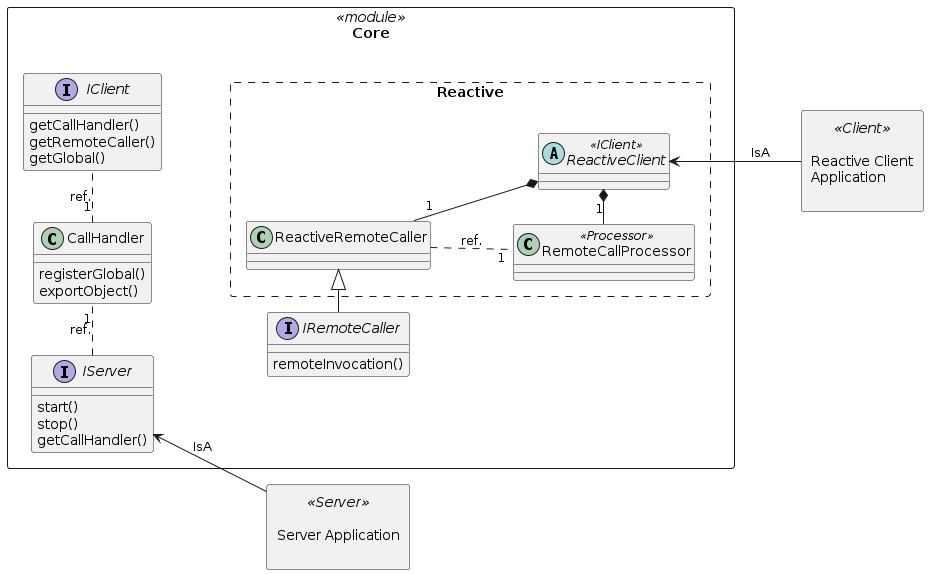 «module»
Core
I IClient
getCallHandler()
getRemoteCaller()
getGlobal()
ref.
1
C CallHandler
registerGlobal()
exportObject()
1
ref.
I IServer
start()
stop()
getCallHandler()
IsA
Reactive
«IClient»
A ReactiveClient
1
1
C ReactiveRemoteCaller
ref.
1
«Processor»
C RemoteCallProcessor
I IRemoteCaller
remoteInvocation()
IsA
«Client»
Reactive Client
Application
«Server»
Server Application